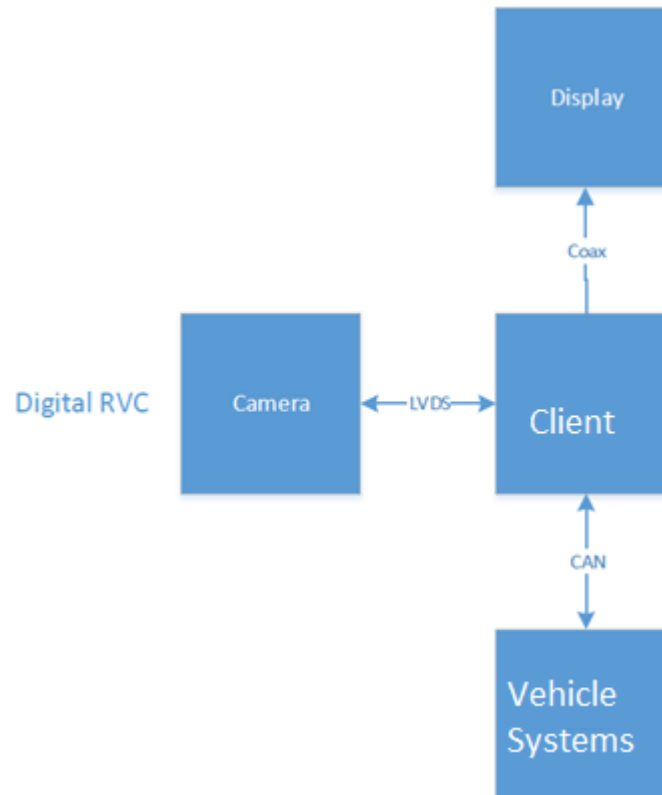 Display
Coax
Digital RVC
Camera
LVDS
Client
CAN
Vehicle
Systems